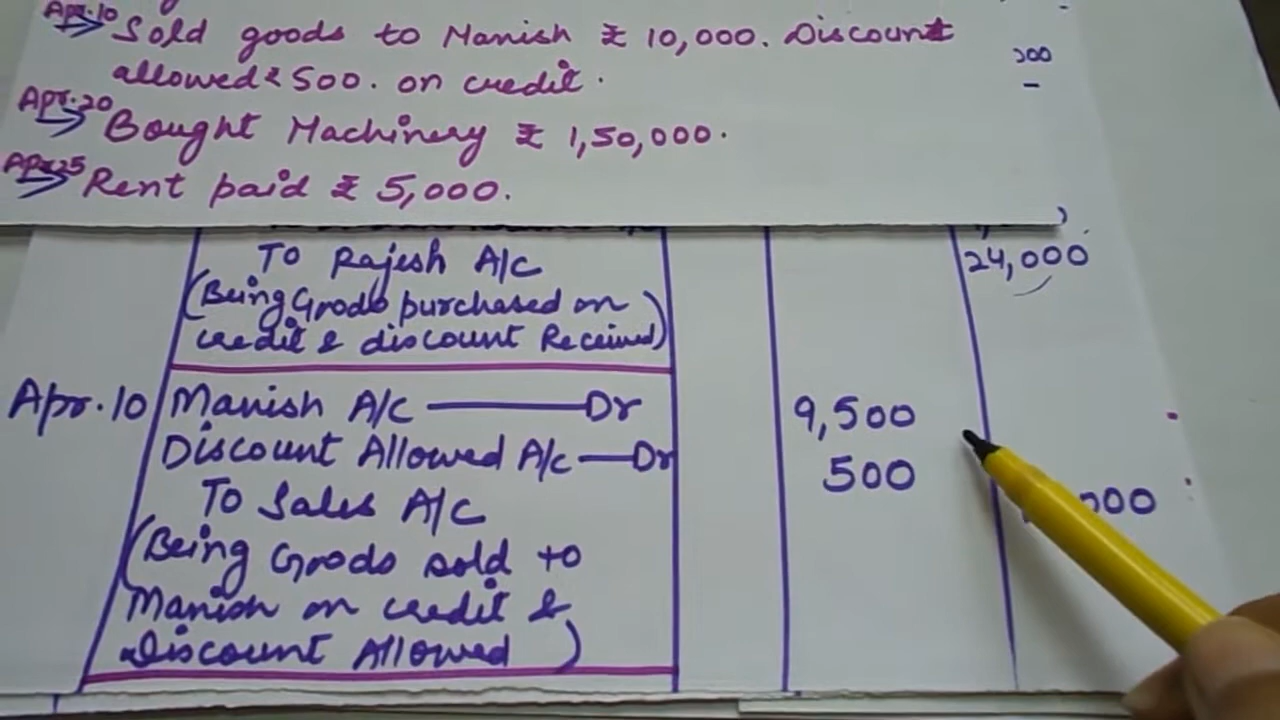 Apr.10 Sold goods to Manish ₹ 10,000. Discount
allowed ₹ 500. on credit.
Apr.20 Bought Machinery ₹ 1,50,000.
Apr.25 Rent paid ₹ 5,000.
To Rajesh A/C 24,000
(Being Goods purchased on
credit & discount Received)
Apr.10 Manish A/C Dr 9,500
Discount Allowed A/c Dr 500
To Sales A/C 000
(Being Goods sold to
Manish on credit &
Discount Allowed)